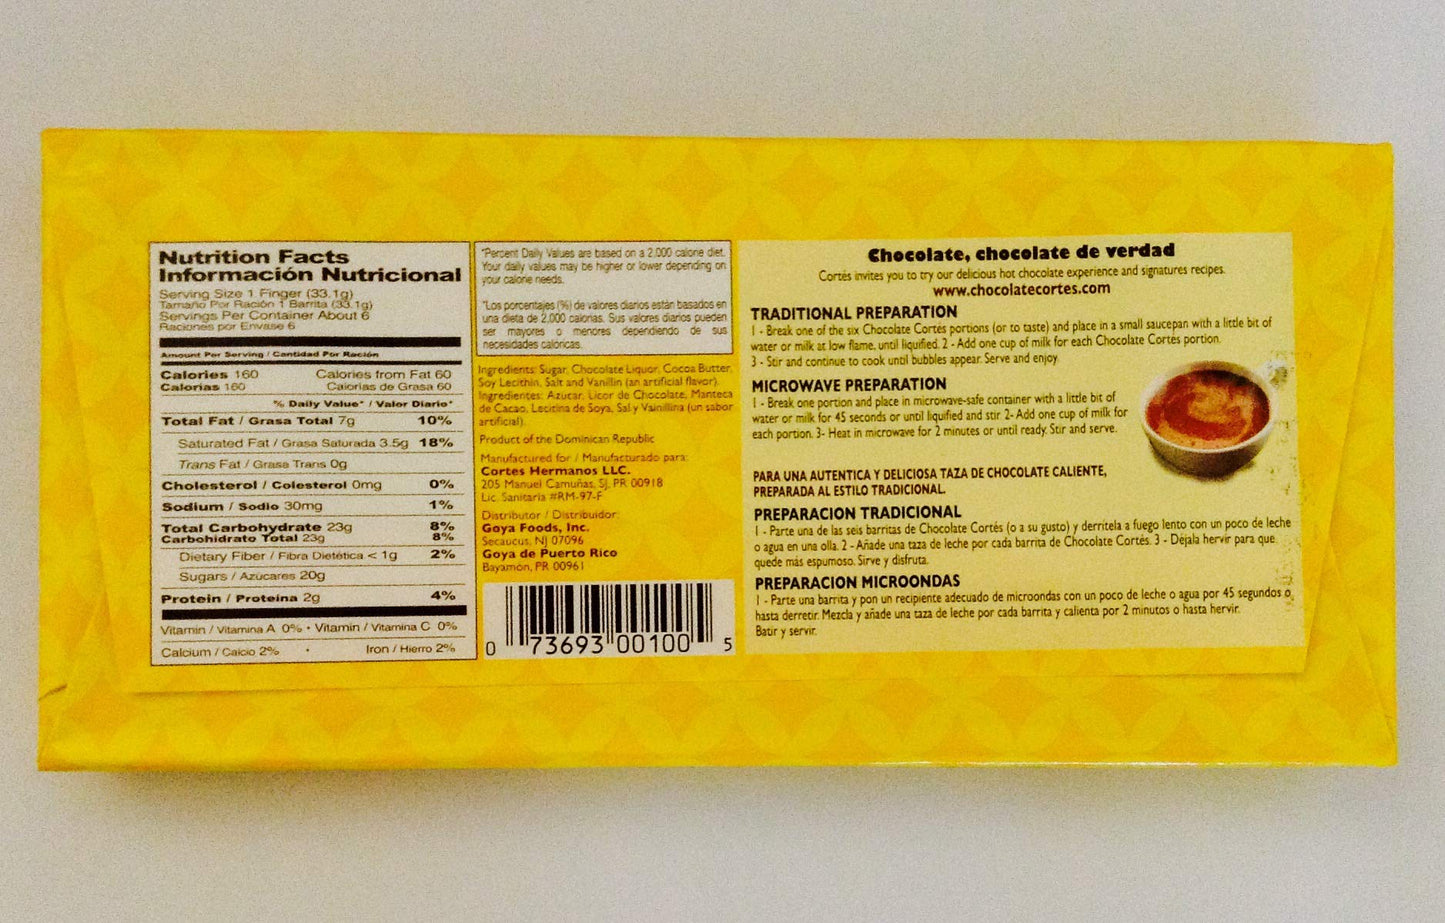 Nutrition Facts
Información Nutricional
Serving Size 1 Finger (33.1g)
Tamaño Por Ración 1 Barrita (33.1g)
Servings Per Container About 6
Raciones por Envase 6
Amount Per Serving / Cantidad Por Ración
Calories 160 Calories from Fat 60
Calorias 160 Calorias de Grasa 60
% Daily Value* / Valor Diario*
Total Fat / Grasa Total 7g 10%
Saturated Fat / Grasa Saturada 3.5g 18%
Trans Fat / Grasa Trans 0g
Cholesterol / Colesterol 0mg 0%
Sodium / Sodio 30mg 1%
Total Carbohydrate 23g 8%
Carbohidrato Total 23g 8%
Dietary Fiber / Fibra Dietética < 1g 2%
Sugars / Azúcares 20g
Protein / Proteina 2g 4%
Vitamin / Vitamina A 0% • Vitamin / Vitamina C 0%
Calcium / Calcio 2% • Iron / Hierro 2%
*Percent Daily Values are based on a 2,000 calorie diet.
Your daily values may be higher or lower depending on
your calorie needs.
*Los porcentajes (%) de valores diarios están basados en
una dieta de 2,000 calorias. Sus valores diarios pueden
ser mayores o menores dependiendo de sus
necesidades calóricas.
Ingredients: Sugar, Chocolate Liquor, Cocoa Butter,
Soy Lecithin, Salt and Vanillin (an artificial flavor).
Ingredientes: Azúcar, Licor de Chocolate, Manteca
de Cacao, Lecitina de Soya, Sal y Vainillina (un sabor
artificial).
Product of the Dominican Republic
Manufactured for / Manufacturado para:
Cortes Hermanos LLC.
205 Manuel Camuñas, SJ, PR 00918
Lic. Sanitaria #RM-97-F
Distributor / Distribuidor:
Goya Foods, Inc.
Secaucus, NJ 07096
Goya de Puerto Rico
Bayamón, PR 00961
0 73693 00100 5
Chocolate, chocolate de verdad
Cortés invites you to try our delicious hot chocolate experience and signatures recipes.
www.chocolatecortes.com
TRADITIONAL PREPARATION
1 - Break one of the six Chocolate Cortés portions (or to taste) and place in a small saucepan with a little bit of
water or milk at low flame, until liquified. 2 - Add one cup of milk for each Chocolate Cortés portion.
3 - Stir and continue to cook until bubbles appear. Serve and enjoy.
MICROWAVE PREPARATION
1 - Break one portion and place in microwave-safe container with a little bit of
water or milk for 45 seconds or until liquified and stir. 2- Add one cup of milk for
each portion. 3- Heat in microwave for 2 minutes or until ready. Stir and serve.
PARA UNA AUTENTICA Y DELICIOSA TAZA DE CHOCOLATE CALIENTE,
PREPARADA AL ESTILO TRADICIONAL.
PREPARACION TRADICIONAL
1 - Parte una de las seis barritas de Chocolate Cortés (o a su gusto) y derritela a fuego lento con un poco de leche
o agua en una olla. 2 - Añade una taza de leche por cada barrita de Chocolate Cortés. 3 - Déjala hervir para que
quede más espumoso. Sirve y disfruta.
PREPARACION MICROONDAS
1 - Parte una barrita y pon un recipiente adecuado de microondas con un poco de leche o agua por 45 segundos o
hasta derretir. Mezcla y añade una taza de leche por cada barrita y calienta por 2 minutos o hasta hervir.
Batir y servir.